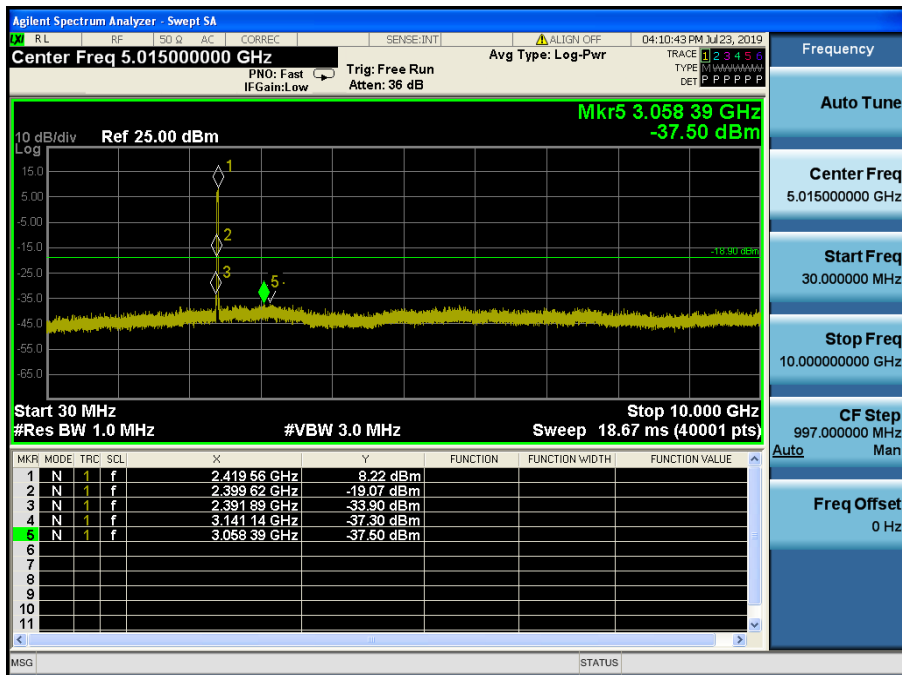 Agilent Spectrum Analyzer - Swept SA
LXI RL RF 50 Ω AC CORREC SENSE:INT ALIGN OFF 04:10:43 PM Jul 23, 2019
Center Freq 5.015000000 GHz
PNO: Fast
IFGain:Low
Trig: Free Run
Atten: 36 dB
Avg Type: Log-Pwr
TRACE 1 2 3 4 5 6
TYPE M WWWWW
DET P P P P P P
Mkr5 3.058 39 GHz
-37.50 dBm
10 dB/div Ref 25.00 dBm
Log
15.0
5.00
-5.00
-15.0
-25.0
-35.0
-45.0
-55.0
-65.0
1
2
3
5
-18.90 dBm
Start 30 MHz Stop 10.000 GHz
#Res BW 1.0 MHz #VBW 3.0 MHz Sweep 18.67 ms (40001 pts)
MKR MODE TRC SCL X Y FUNCTION FUNCTION WIDTH FUNCTION VALUE
1 N 1 f 2.419 56 GHz 8.22 dBm
2 N 1 f 2.399 62 GHz -19.07 dBm
3 N 1 f 2.391 89 GHz -33.90 dBm
4 N 1 f 3.141 14 GHz -37.30 dBm
5 N 1 f 3.058 39 GHz -37.50 dBm
6
7
8
9
10
11
MSG STATUS
Frequency
Auto Tune
Center Freq
5.015000000 GHz
Start Freq
30.000000 MHz
Stop Freq
10.000000000 GHz
CF Step
997.000000 MHz
Auto Man
Freq Offset
0 Hz